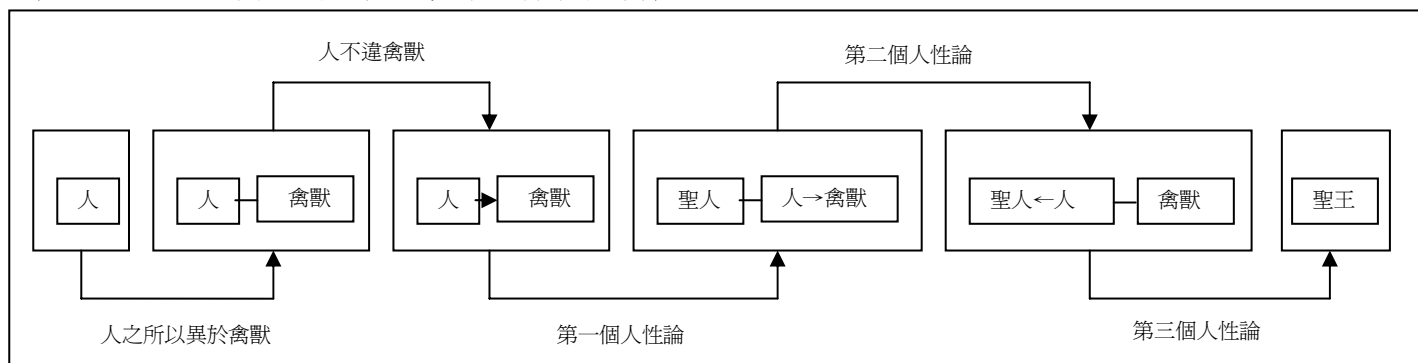 人不違禽獸
第二個人性論
人
人
禽獸
人
禽獸
聖人
人→禽獸
聖人←人
禽獸
聖王
人之所以異於禽獸
第一個人性論
第三個人性論